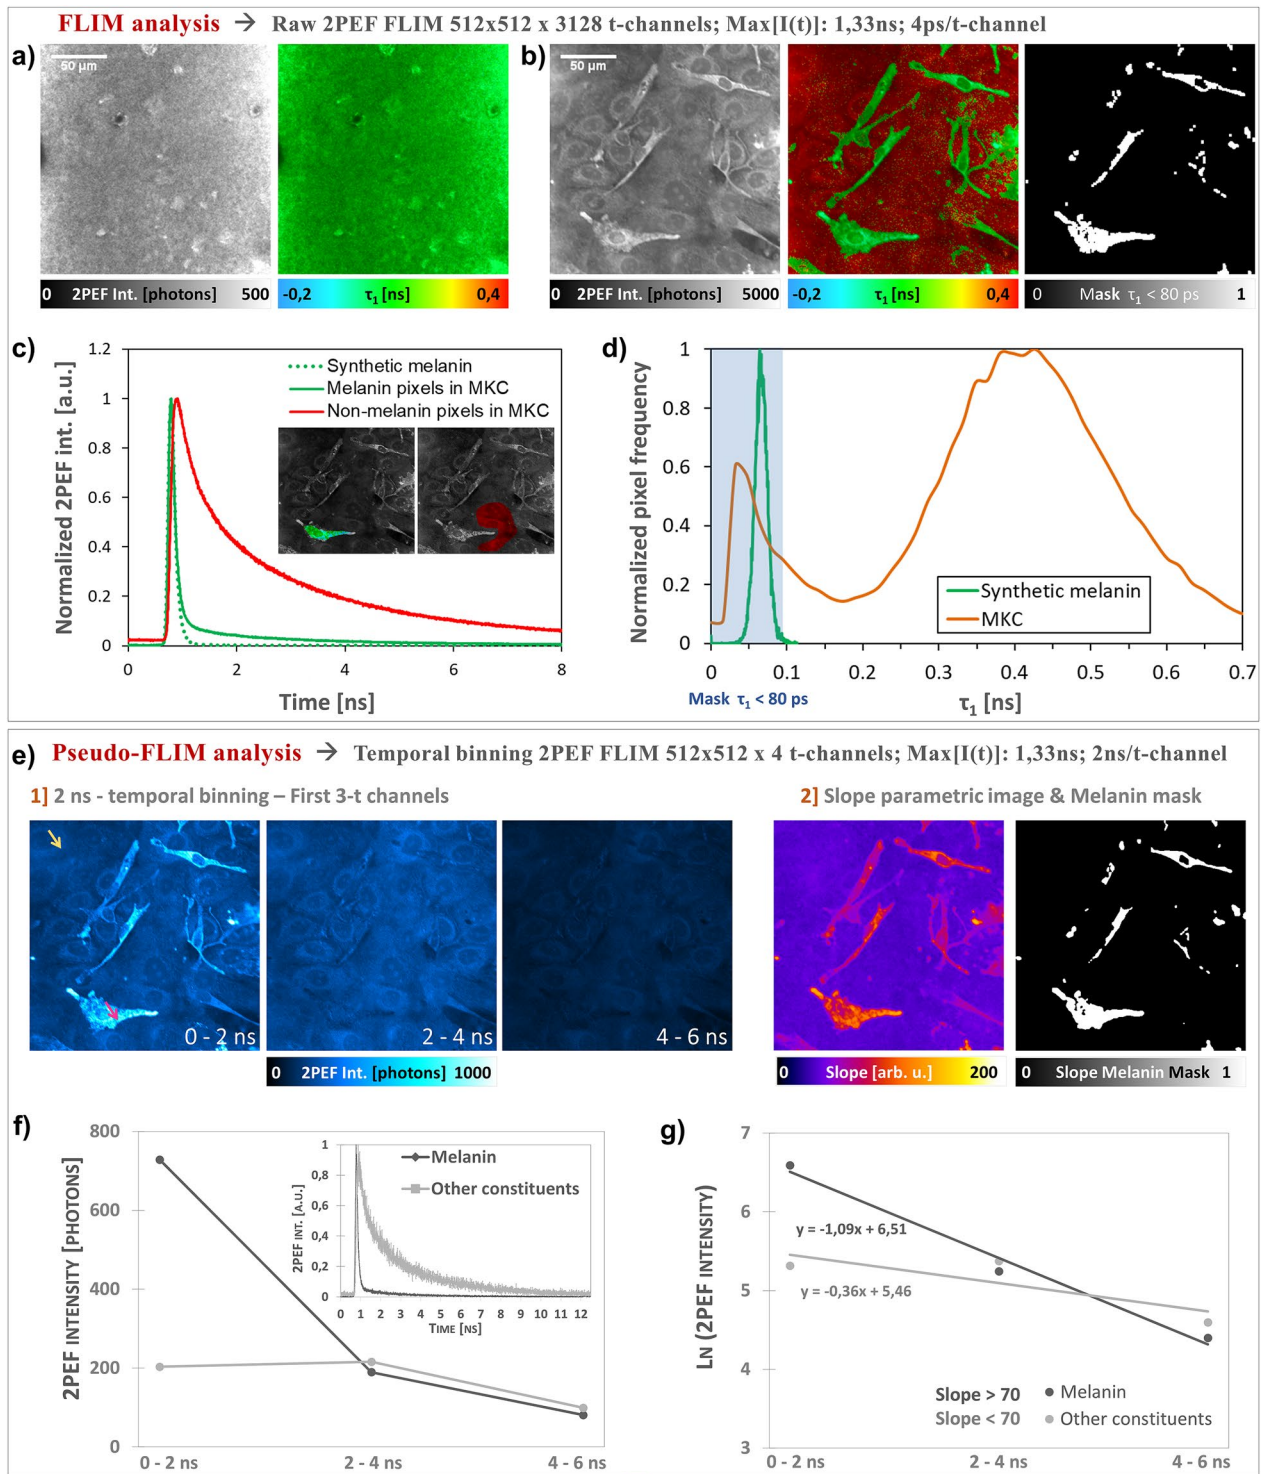 FLIM analysis → Raw 2PEF FLIM 512x512 x 3128 t-channels; Max[I(t)]: 1,33ns; 4ps/t-channel
a)
50 µm
b)
50 µm
0 2PEF Int. [photons] 500
-0,2 τ1 [ns] 0,4
0 2PEF Int. [photons] 5000
-0,2 τ1 [ns] 0,4
0 Mask τ1 < 80 ps 1
c)
Normalized 2PEF int. [a.u.]
1.2
1
0.8
0.6
0.4
0.2
0
Synthetic melanin
Melanin pixels in MKC
Non-melanin pixels in MKC
0 2 4 6 8
Time [ns]
d)
Normalized pixel frequency
1
0.8
0.6
0.4
0.2
0
Synthetic melanin
MKC
0 0.1 0.2 0.3 0.4 0.5 0.6 0.7
Mask τ1 < 80 ps
τ1 [ns]
e) Pseudo-FLIM analysis → Temporal binning 2PEF FLIM 512x512 x 4 t-channels; Max[I(t)]: 1,33ns; 2ns/t-channel
1] 2 ns - temporal binning – First 3-t channels
2] Slope parametric image & Melanin mask
0 - 2 ns
2 - 4 ns
4 - 6 ns
0 2PEF Int. [photons] 1000
0 Slope [arb. u.] 200
0 Slope Melanin Mask 1
f)
2PEF INTENSITY [PHOTONS]
800
600
400
200
0
0 - 2 ns 2 - 4 ns 4 - 6 ns
2PEF INT. [A.U.]
1
0,8
0,6
0,4
0,2
0
Melanin
Other constituents
0 1 2 3 4 5 6 7 8 9 10 11 12
TIME [NS]
g)
LN (2PEF INTENSITY)
7
6
5
4
3
y = -1,09x + 6,51
y = -0,36x + 5,46
Slope > 70 Melanin
Slope < 70 Other constituents
0 - 2 ns 2 - 4 ns 4 - 6 ns